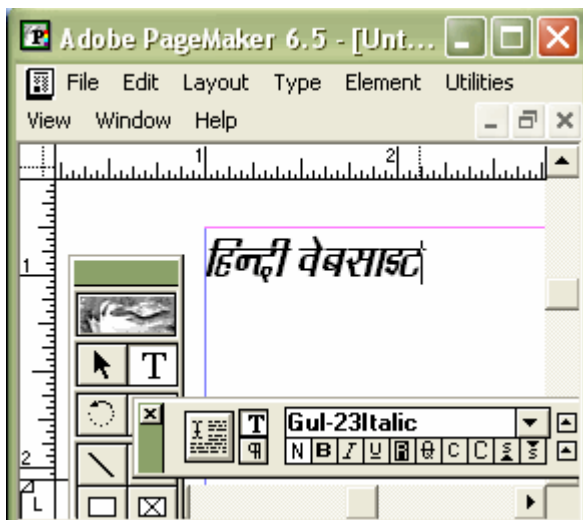 Adobe PageMaker 6.5 - [Unt...
File Edit Layout Type Element Utilities
View Window Help
1 2
1
हिन्दी वेबसाइट
T
T Gul-23Italic
¶ N B I U R θ C C S S
2
L